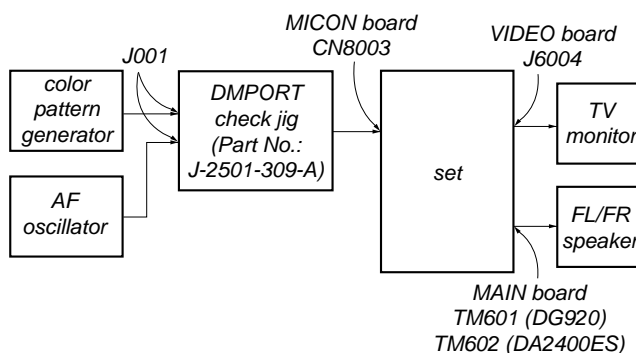 MICON board
CN8003
VIDEO board
J6004
J001
color
pattern
generator
DMPORT
check jig
(Part No.:
J-2501-309-A)
set
TV
monitor
AF
oscillator
FL/FR
speaker
MAIN board
TM601 (DG920)
TM602 (DA2400ES)